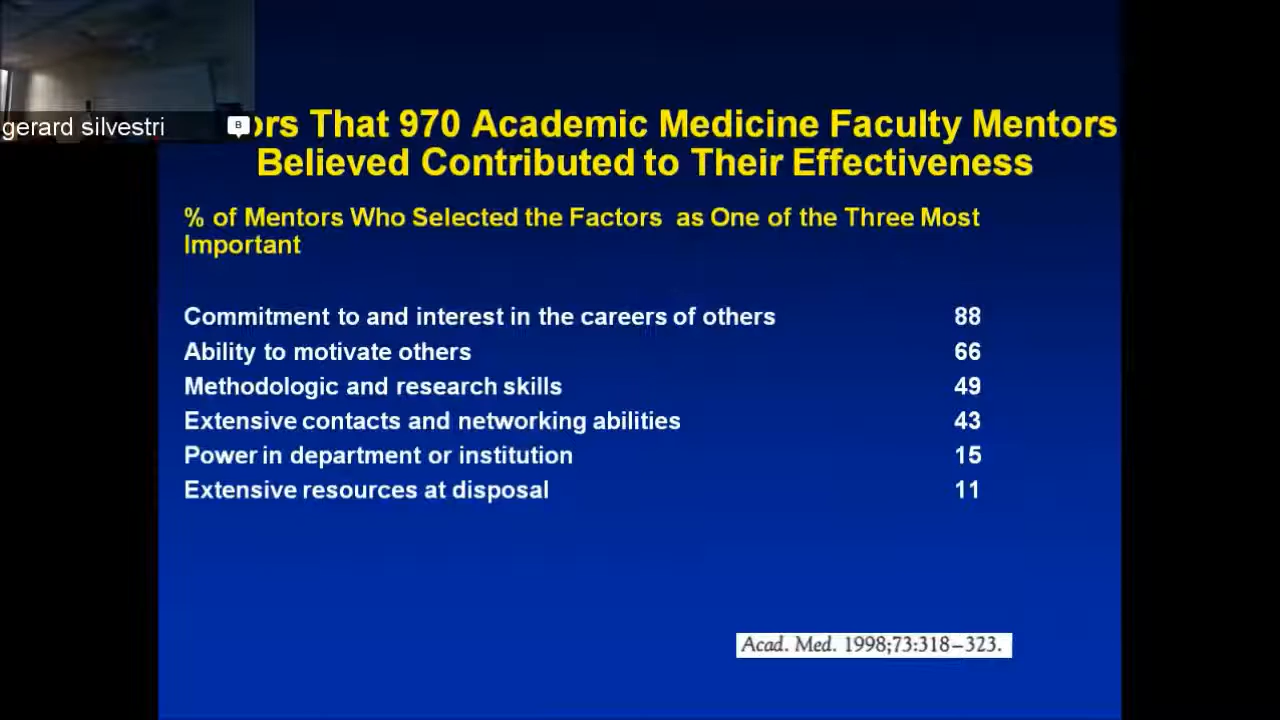 gerard silvestri
B
That 970 Academic Medicine Faculty Mentors
Believed Contributed to Their Effectiveness
% of Mentors Who Selected the Factors as One of the Three Most
Important
Commitment to and interest in the careers of others 88
Ability to motivate others 66
Methodologic and research skills 49
Extensive contacts and networking abilities 43
Power in department or institution 15
Extensive resources at disposal 11
Acad. Med. 1998;73:318–323.